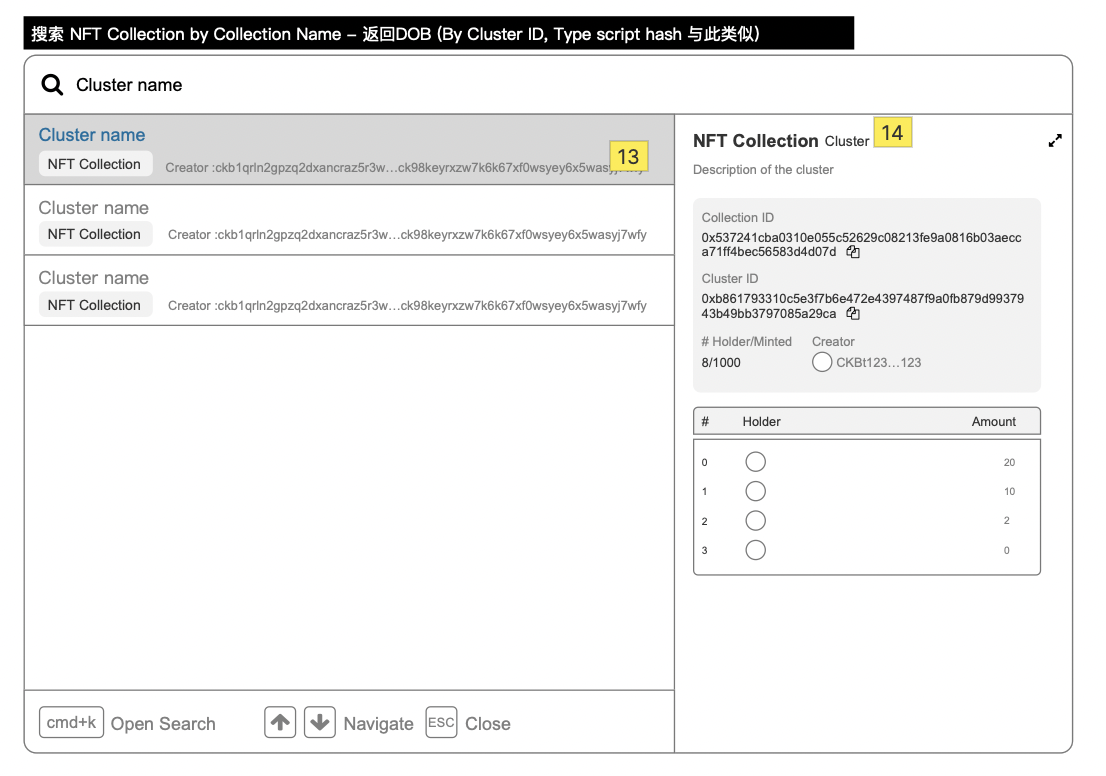 搜索 NFT Collection by Collection Name – 返回DOB (By Cluster ID, Type script hash 与此类似)
Cluster name
Cluster name
NFT Collection
Creator :ckb1qrln2gpzq2dxancraz5r3w...ck98keyrxzw7k6k67xf0wsyey6x5wasyj7wfy
13
Cluster name
NFT Collection
Creator :ckb1qrln2gpzq2dxancraz5r3w...ck98keyrxzw7k6k67xf0wsyey6x5wasyj7wfy
Cluster name
NFT Collection
Creator :ckb1qrln2gpzq2dxancraz5r3w...ck98keyrxzw7k6k67xf0wsyey6x5wasyj7wfy
cmd+k Open Search
Navigate
ESC Close
NFT Collection Cluster
14
Description of the cluster
Collection ID
0x537241cba0310e055c52629c08213fe9a0816b03aecc
a71ff4bec56583d4d07d
Cluster ID
0xb861793310c5e3f7b6e472e4397487f9a0fb879d99379
43b49bb3797085a29ca
# Holder/Minted Creator
8/1000 CKBt123...123
# Holder Amount
0 20
1 10
2 2
3 0